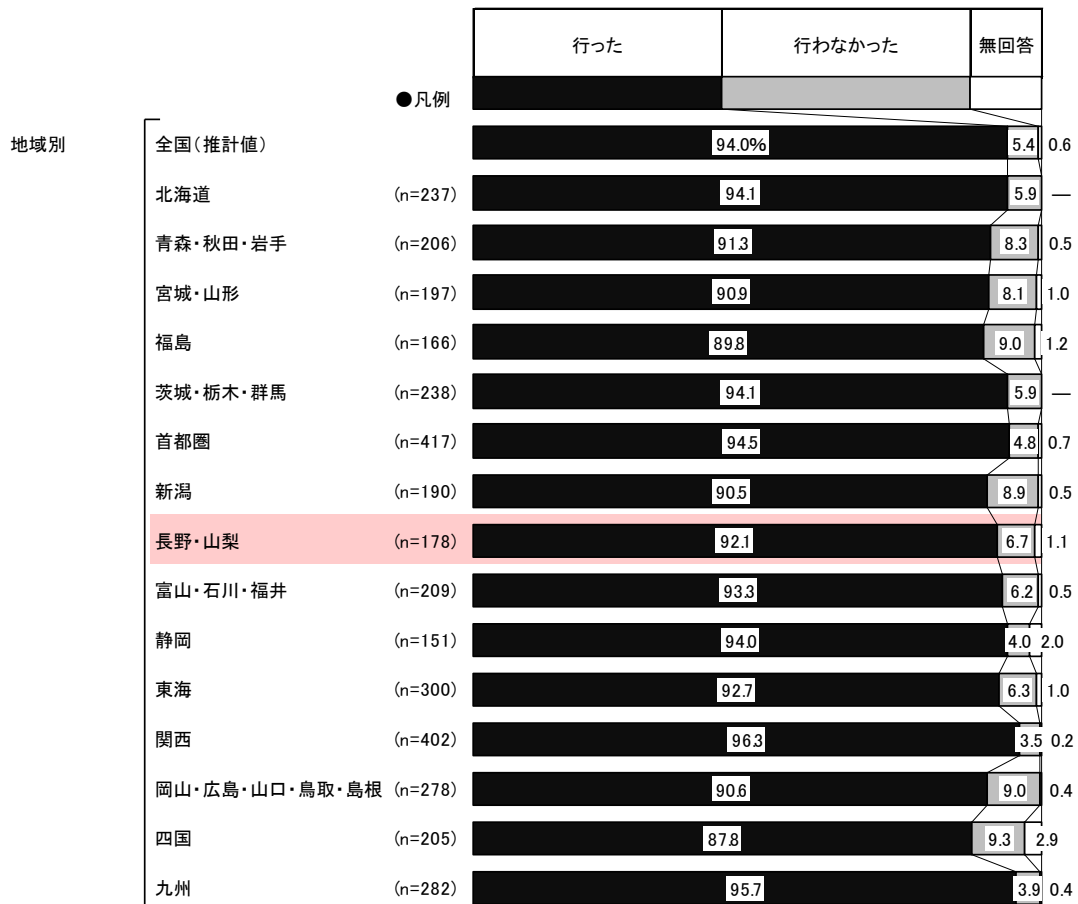 行った 行わなかった 無回答
●凡例
地域別 全国(推計値) 94.0% 5.4 0.6
北海道 (n=237) 94.1 5.9 ―
青森・秋田・岩手 (n=206) 91.3 8.3 0.5
宮城・山形 (n=197) 90.9 8.1 1.0
福島 (n=166) 89.8 9.0 1.2
茨城・栃木・群馬 (n=238) 94.1 5.9 ―
首都圏 (n=417) 94.5 4.8 0.7
新潟 (n=190) 90.5 8.9 0.5
長野・山梨 (n=178) 92.1 6.7 1.1
富山・石川・福井 (n=209) 93.3 6.2 0.5
静岡 (n=151) 94.0 4.0 2.0
東海 (n=300) 92.7 6.3 1.0
関西 (n=402) 96.3 3.5 0.2
岡山・広島・山口・鳥取・島根 (n=278) 90.6 9.0 0.4
四国 (n=205) 87.8 9.3 2.9
九州 (n=282) 95.7 3.9 0.4